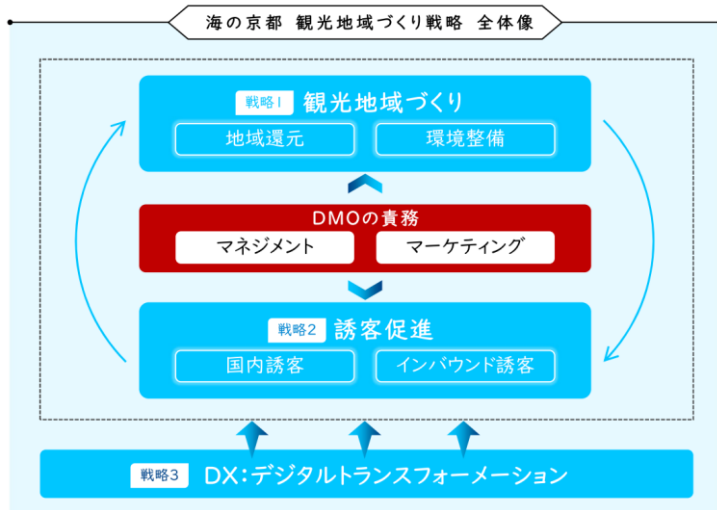 海の京都 観光地域づくり戦略 全体像
戦略1 観光地域づくり
地域還元 環境整備
DMOの責務
マネジメント マーケティング
戦略2 誘客促進
国内誘客 インバウンド誘客
戦略3 DX:デジタルトランスフォーメーション